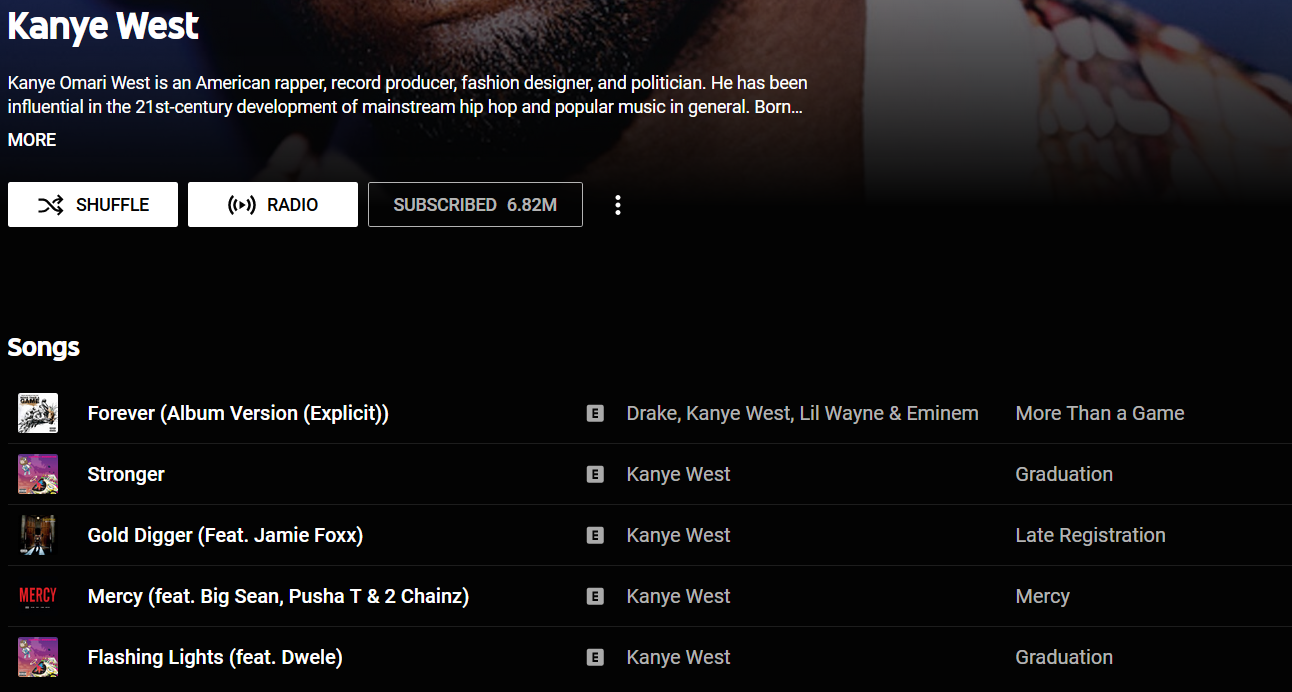 Kanye West
Kanye Omari West is an American rapper, record producer, fashion designer, and politician. He has been
influential in the 21st-century development of mainstream hip hop and popular music in general. Born...
MORE
SHUFFLE RADIO SUBSCRIBED 6.82M
Songs
Forever (Album Version (Explicit)) E Drake, Kanye West, Lil Wayne & Eminem More Than a Game
Stronger E Kanye West Graduation
Gold Digger (Feat. Jamie Foxx) E Kanye West Late Registration
MERCY Mercy (feat. Big Sean, Pusha T & 2 Chainz) E Kanye West Mercy
Flashing Lights (feat. Dwele) E Kanye West Graduation